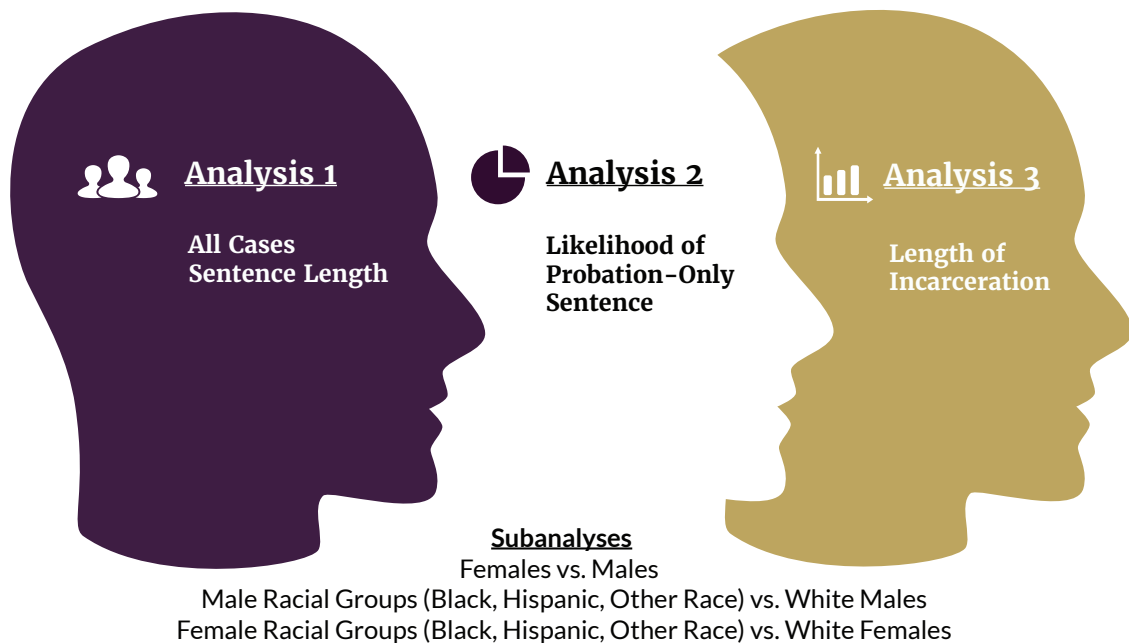 Analysis 1
All Cases
Sentence Length
Analysis 2
Likelihood of
Probation-Only
Sentence
Analysis 3
Length of
Incarceration
Subanalyses
Females vs. Males
Male Racial Groups (Black, Hispanic, Other Race) vs. White Males
Female Racial Groups (Black, Hispanic, Other Race) vs. White Females